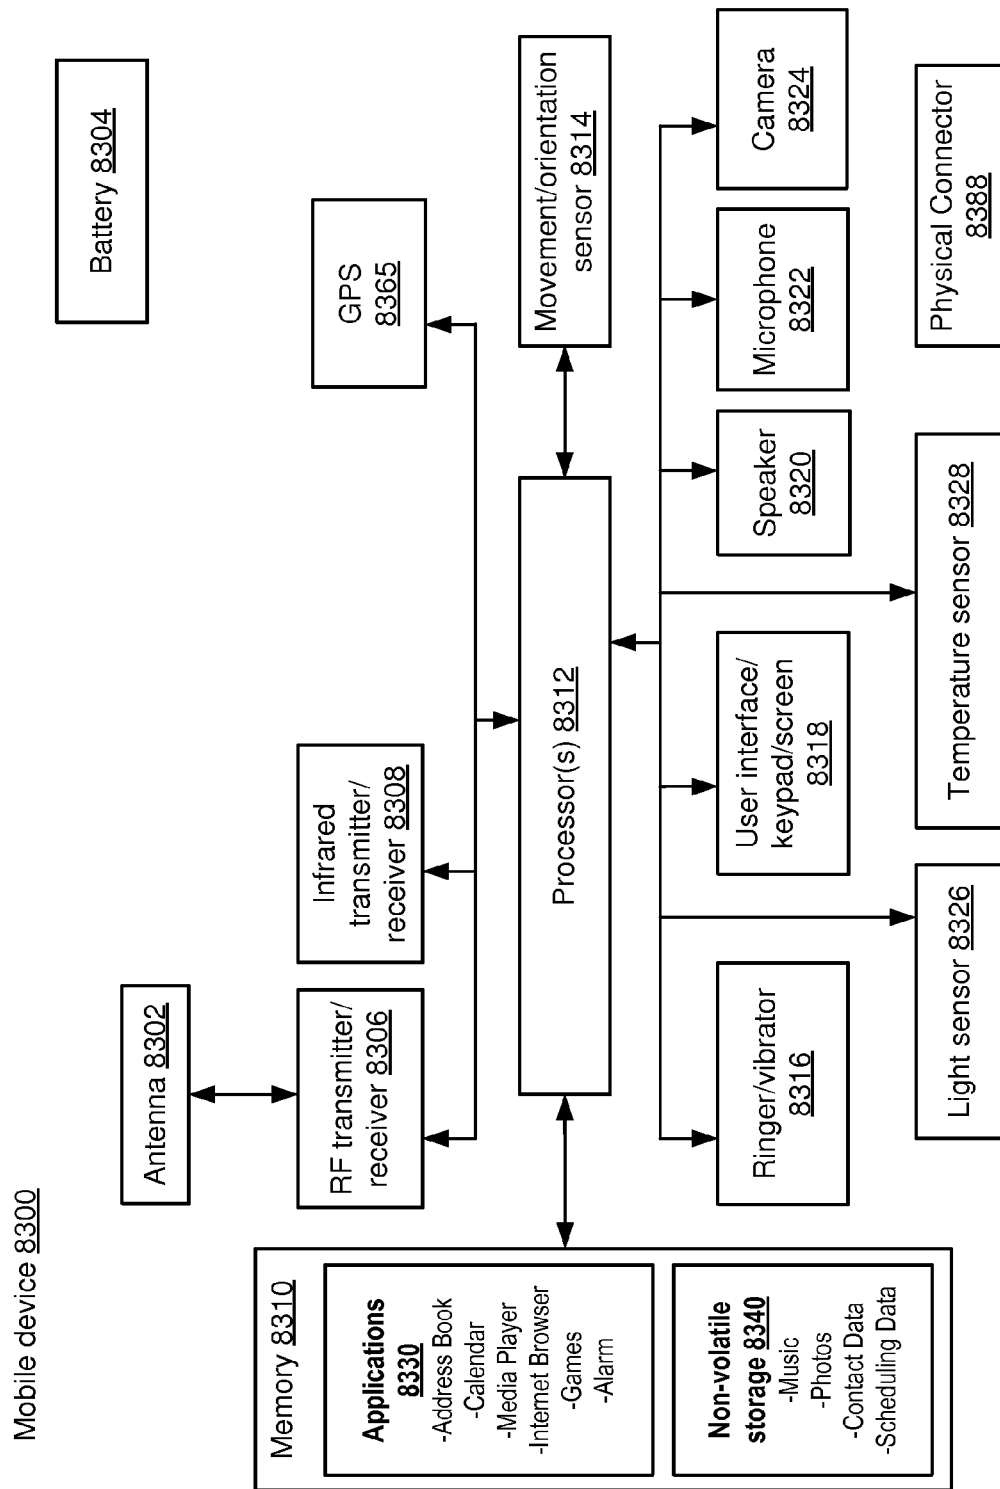 Mobile device 8300
Antenna 8302
Battery 8304
RF transmitter/
receiver 8306
Infrared
transmitter/
receiver 8308
GPS
8365
Memory 8310
Applications
8330
-Address Book
-Calendar
-Media Player
-Internet Browser
-Games
-Alarm
Non-volatile
storage 8340
-Music
-Photos
-Contact Data
-Scheduling Data
Processor(s) 8312
Movement/orientation
sensor 8314
Ringer/vibrator
8316
User interface/
keypad/screen
8318
Speaker
8320
Microphone
8322
Camera
8324
Light sensor 8326
Temperature sensor 8328
Physical Connector
8388